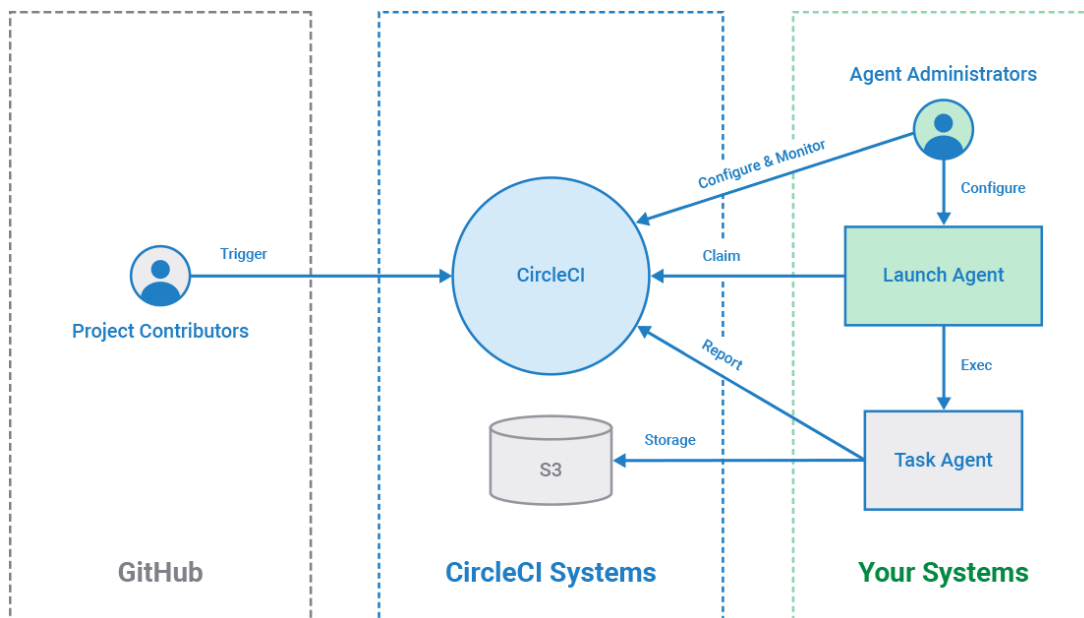 Agent Administrators
Configure & Monitor
Configure
Trigger
CircleCI
Claim
Launch Agent
Project Contributors
Report
Exec
Storage
S3
Task Agent
GitHub
CircleCI Systems
Your Systems